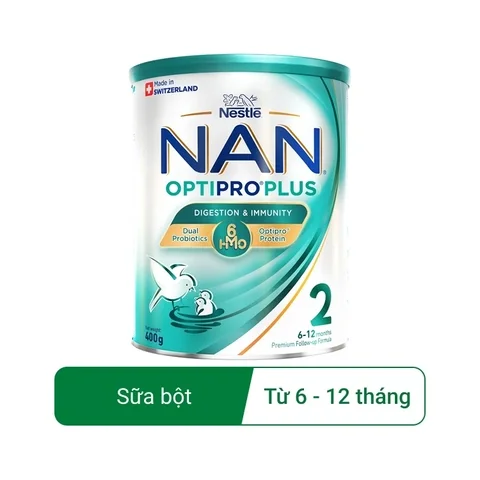 Made in
SWITZERLAND
Nestlé
NAN®
OPTIPRO® PLUS
DIGESTION & IMMUNITY
Dual
Probiotics
6
HMO
Optipro®
Protein
2
6-12 months
Premium Follow-up Formula
Net weight
400g
Sữa bột
Từ 6 - 12 tháng